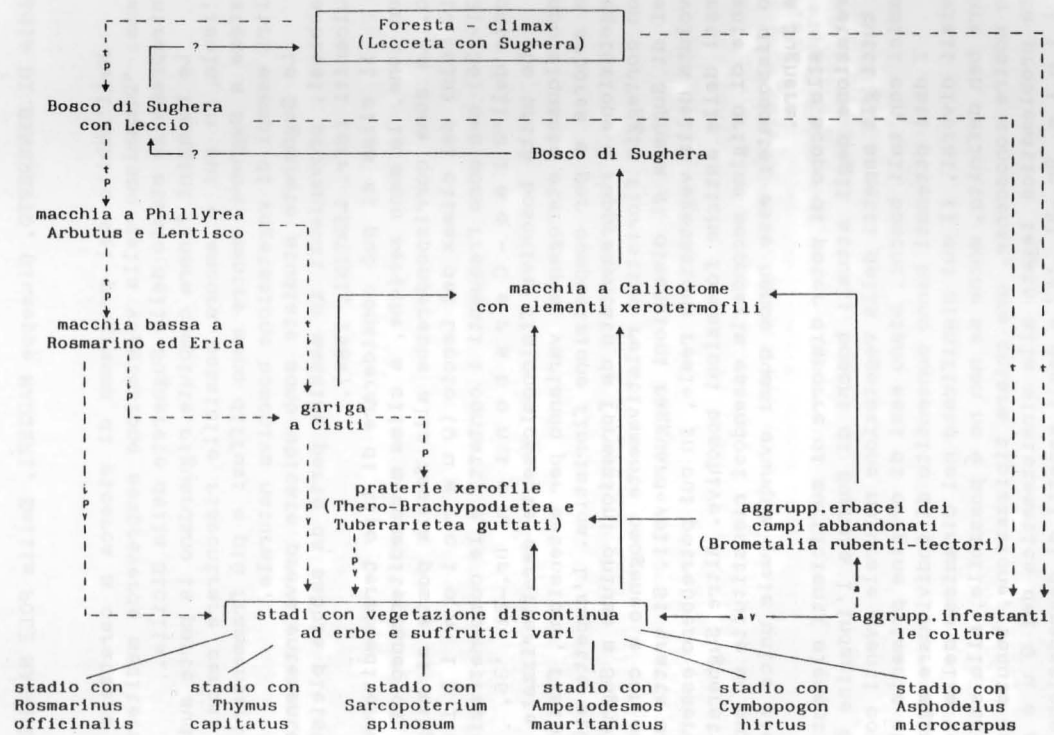 Foresta - climax
(Lecceta con Sughera)
?
t
p
Bosco di Sughera
con Leccio
?
Bosco di Sughera
t
p
macchia a Phillyrea
Arbutus e Lentisco
macchia a Calicotome
con elementi xerotermofili
t
p
macchia bassa a
Rosmarino ed Erica
p
gariga
a Cisti
p
v
praterie xerofile
(Thero-Brachypodietea e
Tuberarietea guttati)
aggrupp.erbacei dei
campi abbandonati
(Brometalia rubenti-tectori)
p
v
p
v
a
stadi con vegetazione discontinua
ad erbe e suffrutici vari
a v
aggrupp.infestanti
le colture
stadio con
Rosmarinus
officinalis
stadio con
Thymus
capitatus
stadio con
Sarcopoterium
spinosum
stadio con
Ampelodesmos
mauritanicus
stadio con
Cymbopogon
hirtus
stadio con
Asphodelus
microcarpus